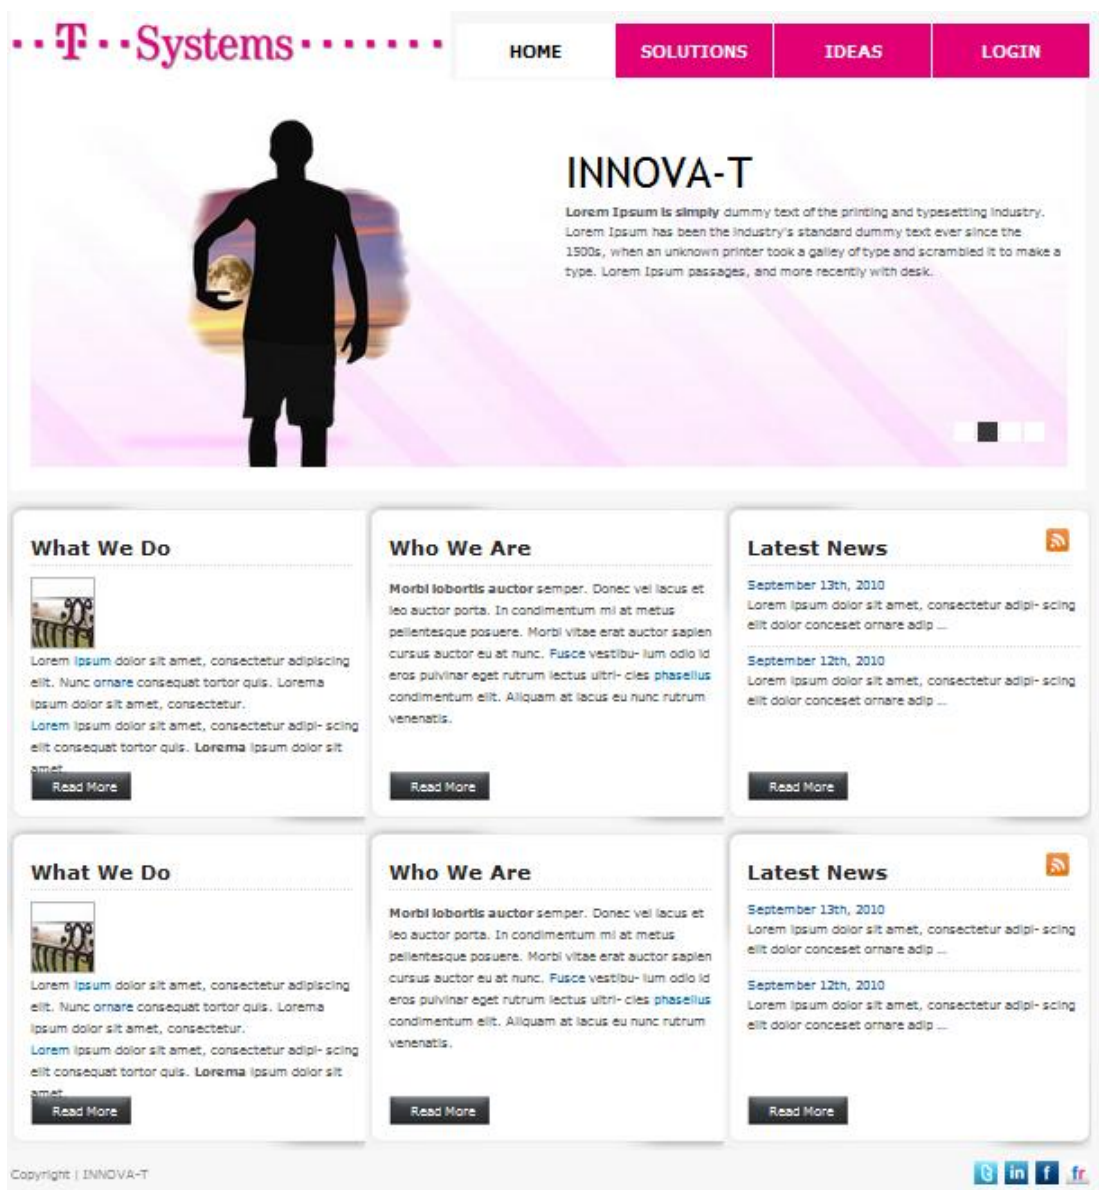 T Systems
HOME SOLUTIONS IDEAS LOGIN
INNOVA-T
Lorem Ipsum is simply dummy text of the printing and typesetting industry.
Lorem Ipsum has been the industry's standard dummy text ever since the
1500s, when an unknown printer took a galley of type and scrambled it to make a
type. Lorem Ipsum passages, and more recently with desk.
What We Do
Lorem ipsum dolor sit amet, consectetur adipiscing
elit. Nunc ornare consequat tortor quis. Lorema
ipsum dolor sit amet, consectetur.
Lorem ipsum dolor sit amet, consectetur adipi- scing
elit consequat tortor quis. Lorema ipsum dolor sit
amet
Read More
Who We Are
Morbi lobortis auctor semper. Donec vel lacus et
leo auctor porta. In condimentum mi at metus
pellentesque posuere. Morbi vitae erat auctor sapien
cursus auctor eu at nunc. Fusce vestibu- lum odio id
eros pulvinar eget rutrum lectus ultri- cies phasellus
condimentum elit. Aliquam at lacus eu nunc rutrum
venenatis.
Read More
Latest News
September 13th, 2010
Lorem ipsum dolor sit amet, consectetur adipi- scing
elit dolor conceset ornare adip ...
September 12th, 2010
Lorem ipsum dolor sit amet, consectetur adipi- scing
elit dolor conceset ornare adip ...
Read More
What We Do
Lorem ipsum dolor sit amet, consectetur adipiscing
elit. Nunc ornare consequat tortor quis. Lorema
ipsum dolor sit amet, consectetur.
Lorem ipsum dolor sit amet, consectetur adipi- scing
elit consequat tortor quis. Lorema ipsum dolor sit
amet
Read More
Who We Are
Morbi lobortis auctor semper. Donec vel lacus et
leo auctor porta. In condimentum mi at metus
pellentesque posuere. Morbi vitae erat auctor sapien
cursus auctor eu at nunc. Fusce vestibu- lum odio id
eros pulvinar eget rutrum lectus ultri- cies phasellus
condimentum elit. Aliquam at lacus eu nunc rutrum
venenatis.
Read More
Latest News
September 13th, 2010
Lorem ipsum dolor sit amet, consectetur adipi- scing
elit dolor conceset ornare adip ...
September 12th, 2010
Lorem ipsum dolor sit amet, consectetur adipi- scing
elit dolor conceset ornare adip ...
Read More
Copyright | INNOVA-T
t in f fr